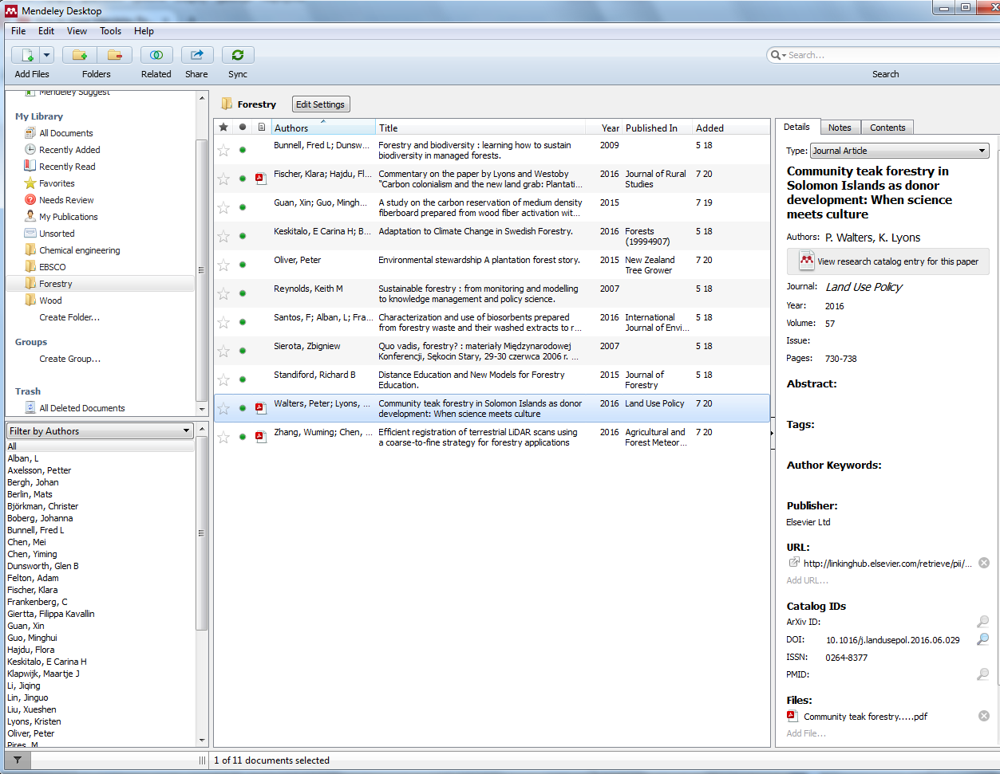 Mendeley Desktop
File Edit View Tools Help
Add Files Folders Related Share Sync
Search...
Search
Mendeley Suggest
My Library
All Documents
Recently Added
Recently Read
Favorites
Needs Review
My Publications
Unsorted
Chemical engineering
EBSCO
Forestry
Wood
Create Folder...
Groups
Create Group...
Trash
All Deleted Documents
Filter by Authors
All
Alban, L
Axelsson, Petter
Bergh, Johan
Berlin, Mats
Björkman, Christer
Boberg, Johanna
Bunnell, Fred L
Chen, Mei
Chen, Yiming
Dunsworth, Glen B
Felton, Adam
Fischer, Klara
Frankenberg, C
Giertta, Filippa Kavallin
Guan, Xin
Guo, Minghui
Hajdu, Flora
Keskitalo, E Carina H
Klapwijk, Maartje J
Li, Jiqing
Lin, Jinguo
Liu, Xueshen
Lyons, Kristen
Oliver, Peter
Pires, M
Forestry Edit Settings
Authors Title Year Published In Added
Bunnell, Fred L; Dunsw... Forestry and biodiversity : learning how to sustain 2009 5 18
biodiversity in managed forests.
Fischer, Klara; Hajdu, Fl... Commentary on the paper by Lyons and Westoby 2016 Journal of Rural 7 20
"Carbon colonialism and the new land grab: Plantati... Studies
Guan, Xin; Guo, Mingh... A study on the carbon reservation of medium density 2015 7 19
fiberboard prepared from wood fiber activation wit...
Keskitalo, E Carina H; B... Adaptation to Climate Change in Swedish Forestry. 2016 Forests 5 18
(19994907)
Oliver, Peter Environmental stewardship A plantation forest story. 2015 New Zealand 7 20
Tree Grower
Reynolds, Keith M Sustainable forestry : from monitoring and modelling 2007 5 18
to knowledge management and policy science.
Santos, F; Alban, L; Fra... Characterization and use of biosorbents prepared 2016 International 5 18
from forestry waste and their washed extracts to r... Journal of Envi...
Sierota, Zbigniew Quo vadis, forestry? : materiały Międzynarodowej 2007 5 18
Konferencji, Sękocin Stary, 29-30 czerwca 2006 r. ...
Standiford, Richard B Distance Education and New Models for Forestry 2015 Journal of 5 18
Education. Forestry
Walters, Peter; Lyons, ... Community teak forestry in Solomon Islands as donor 2016 Land Use Policy 7 20
development: When science meets culture
Zhang, Wuming; Chen, ... Efficient registration of terrestrial LiDAR scans using 2016 Agricultural and 7 20
a coarse-to-fine strategy for forestry applications Forest Meteor...
Details Notes Contents
Type: Journal Article
Community teak forestry in
Solomon Islands as donor
development: When science
meets culture
Authors: P. Walters, K. Lyons
View research catalog entry for this paper
Journal: Land Use Policy
Year: 2016
Volume: 57
Issue:
Pages: 730-738
Abstract:
Tags:
Author Keywords:
Publisher:
Elsevier Ltd
URL:
http://linkinghub.elsevier.com/retrieve/pii/...
Add URL...
Catalog IDs
ArXiv ID:
DOI: 10.1016/j.landusepol.2016.06.029
ISSN: 0264-8377
PMID:
Files:
Community teak forestry.....pdf
Add File...
1 of 11 documents selected